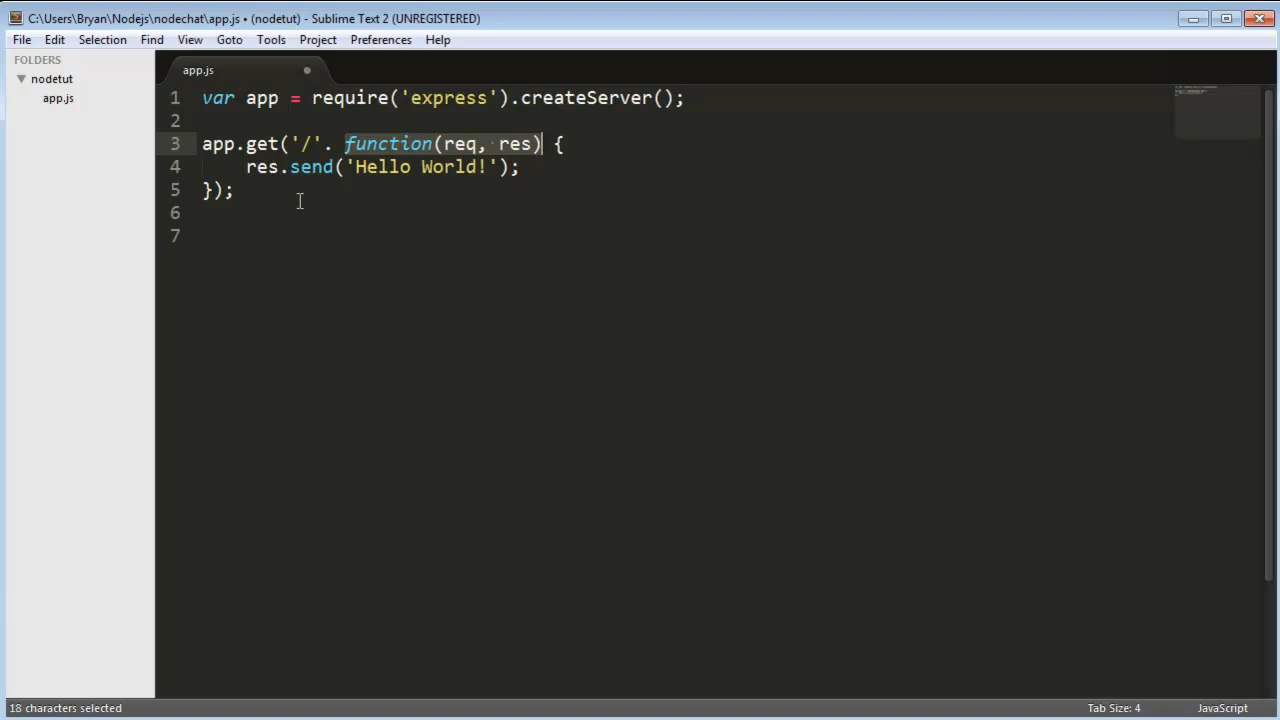 C:\Users\Bryan\Nodejs\nodechat\app.js • (nodetut) - Sublime Text 2 (UNREGISTERED)
File Edit Selection Find View Goto Tools Project Preferences Help
FOLDERS
nodetut
app.js
app.js
1 var app = require('express').createServer();
2
3 app.get('/'. function(req, res) {
4 res.send('Hello World!');
5 });
6
7
18 characters selected
Tab Size: 4
JavaScript